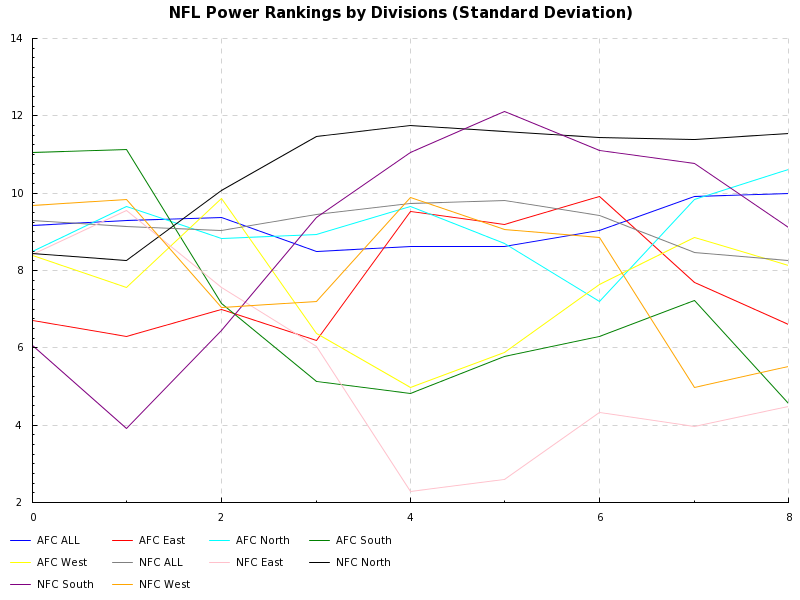 NFL Power Rankings by Divisions (Standard Deviation)
14
12
10
8
6
4
2
0 2 4 6 8
AFC ALL AFC East AFC North AFC South
AFC West NFC ALL NFC East NFC North
NFC South NFC West